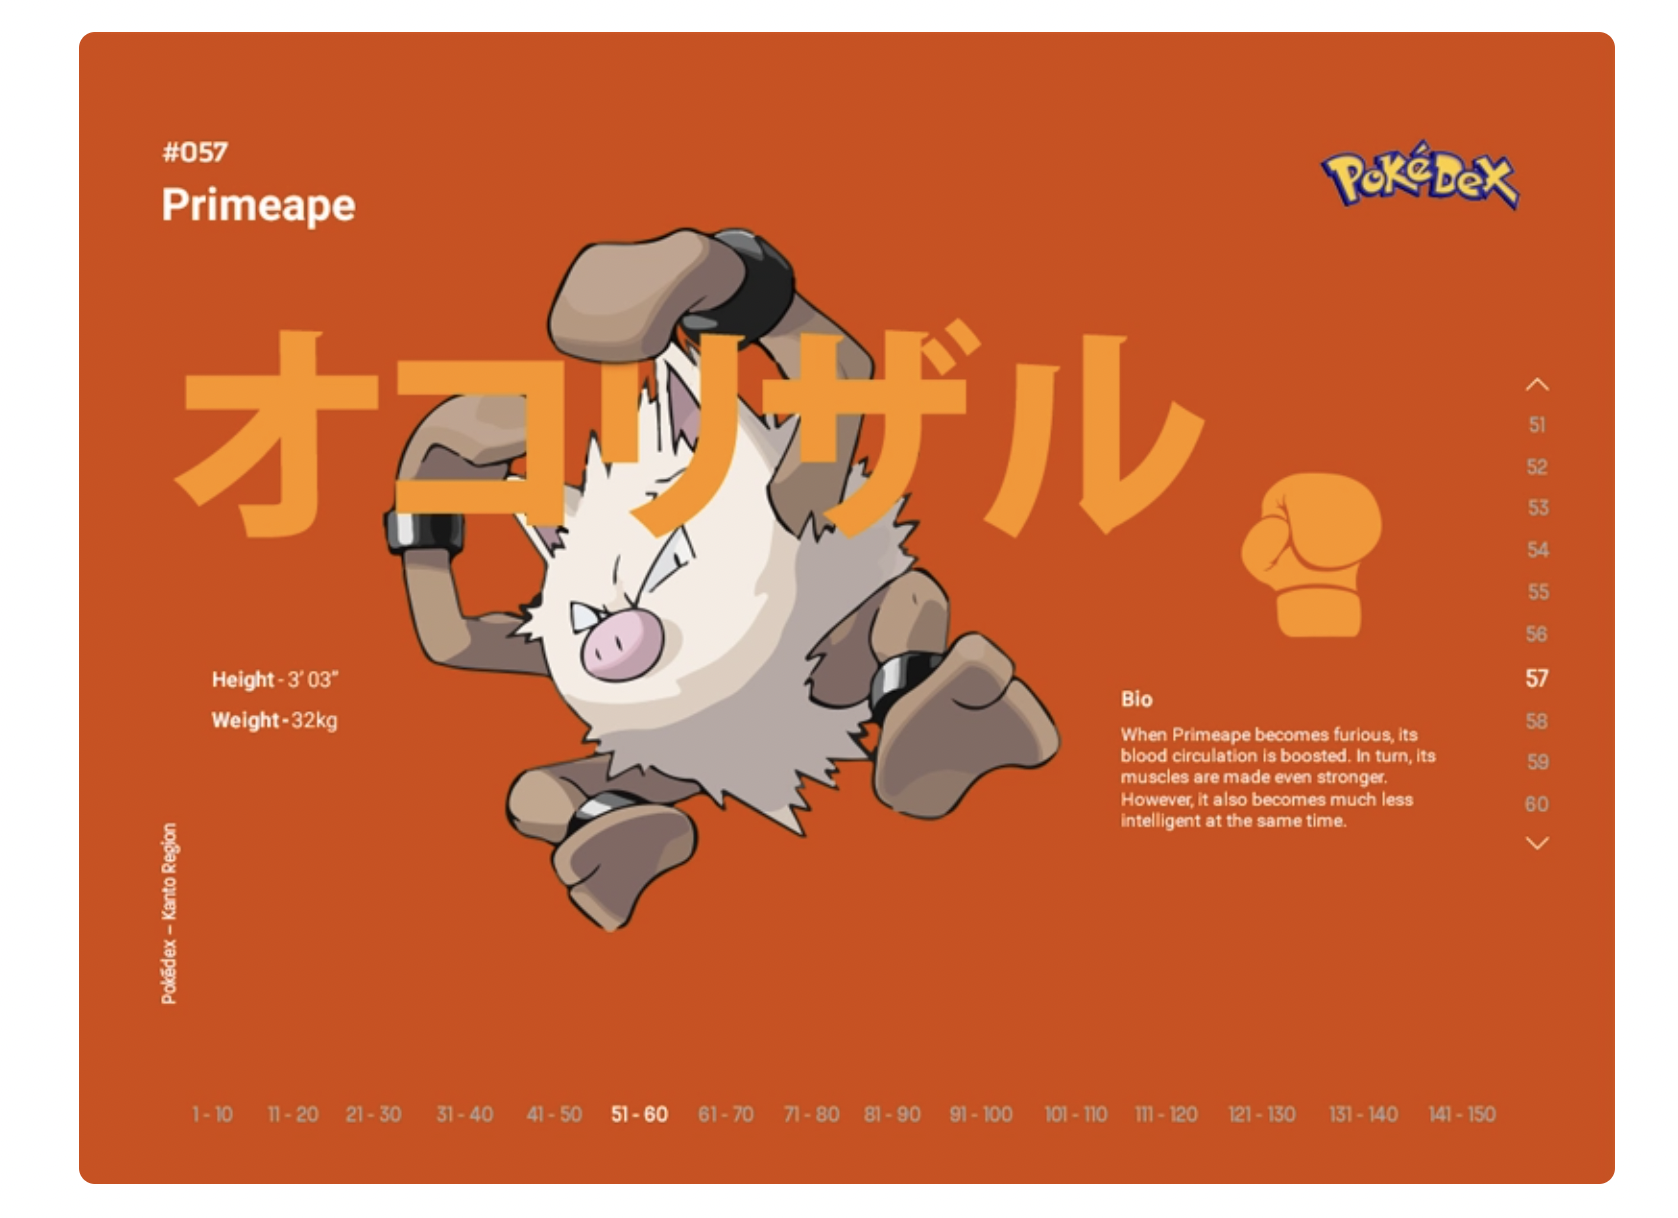 #057
Primeape
PoKéDeX
オコリザル
Height - 3' 03"
Weight - 32kg
Bio
When Primeape becomes furious, its
blood circulation is boosted. In turn, its
muscles are made even stronger.
However, it also becomes much less
intelligent at the same time.
51
52
53
54
55
56
57
58
59
60
Pokédex – Kanto Region
1 - 10
11 - 20
21 - 30
31 - 40
41 - 50
51 - 60
61 - 70
71 - 80
81 - 90
91 - 100
101 - 110
111 - 120
121 - 130
131 - 140
141 - 150